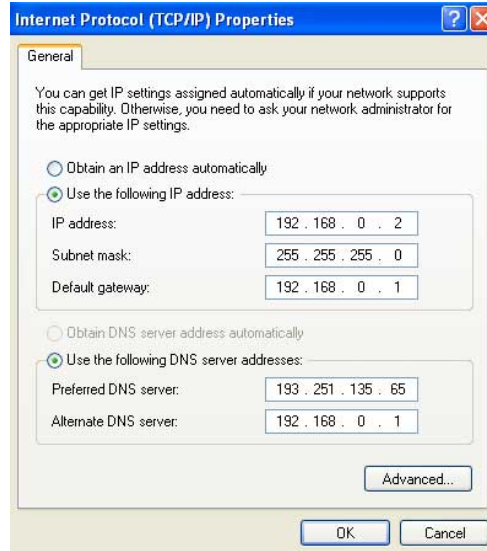 Internet Protocol (TCP/IP) Properties
General
You can get IP settings assigned automatically if your network supports
this capability. Otherwise, you need to ask your network administrator for
the appropriate IP settings.
Obtain an IP address automatically
Use the following IP address:
IP address: 192 . 168 . 0 . 2
Subnet mask: 255 . 255 . 255 . 0
Default gateway: 192 . 168 . 0 . 1
Obtain DNS server address automatically
Use the following DNS server addresses:
Preferred DNS server: 193 . 251 . 135 . 65
Alternate DNS server: 192 . 168 . 0 . 1
Advanced...
OK Cancel